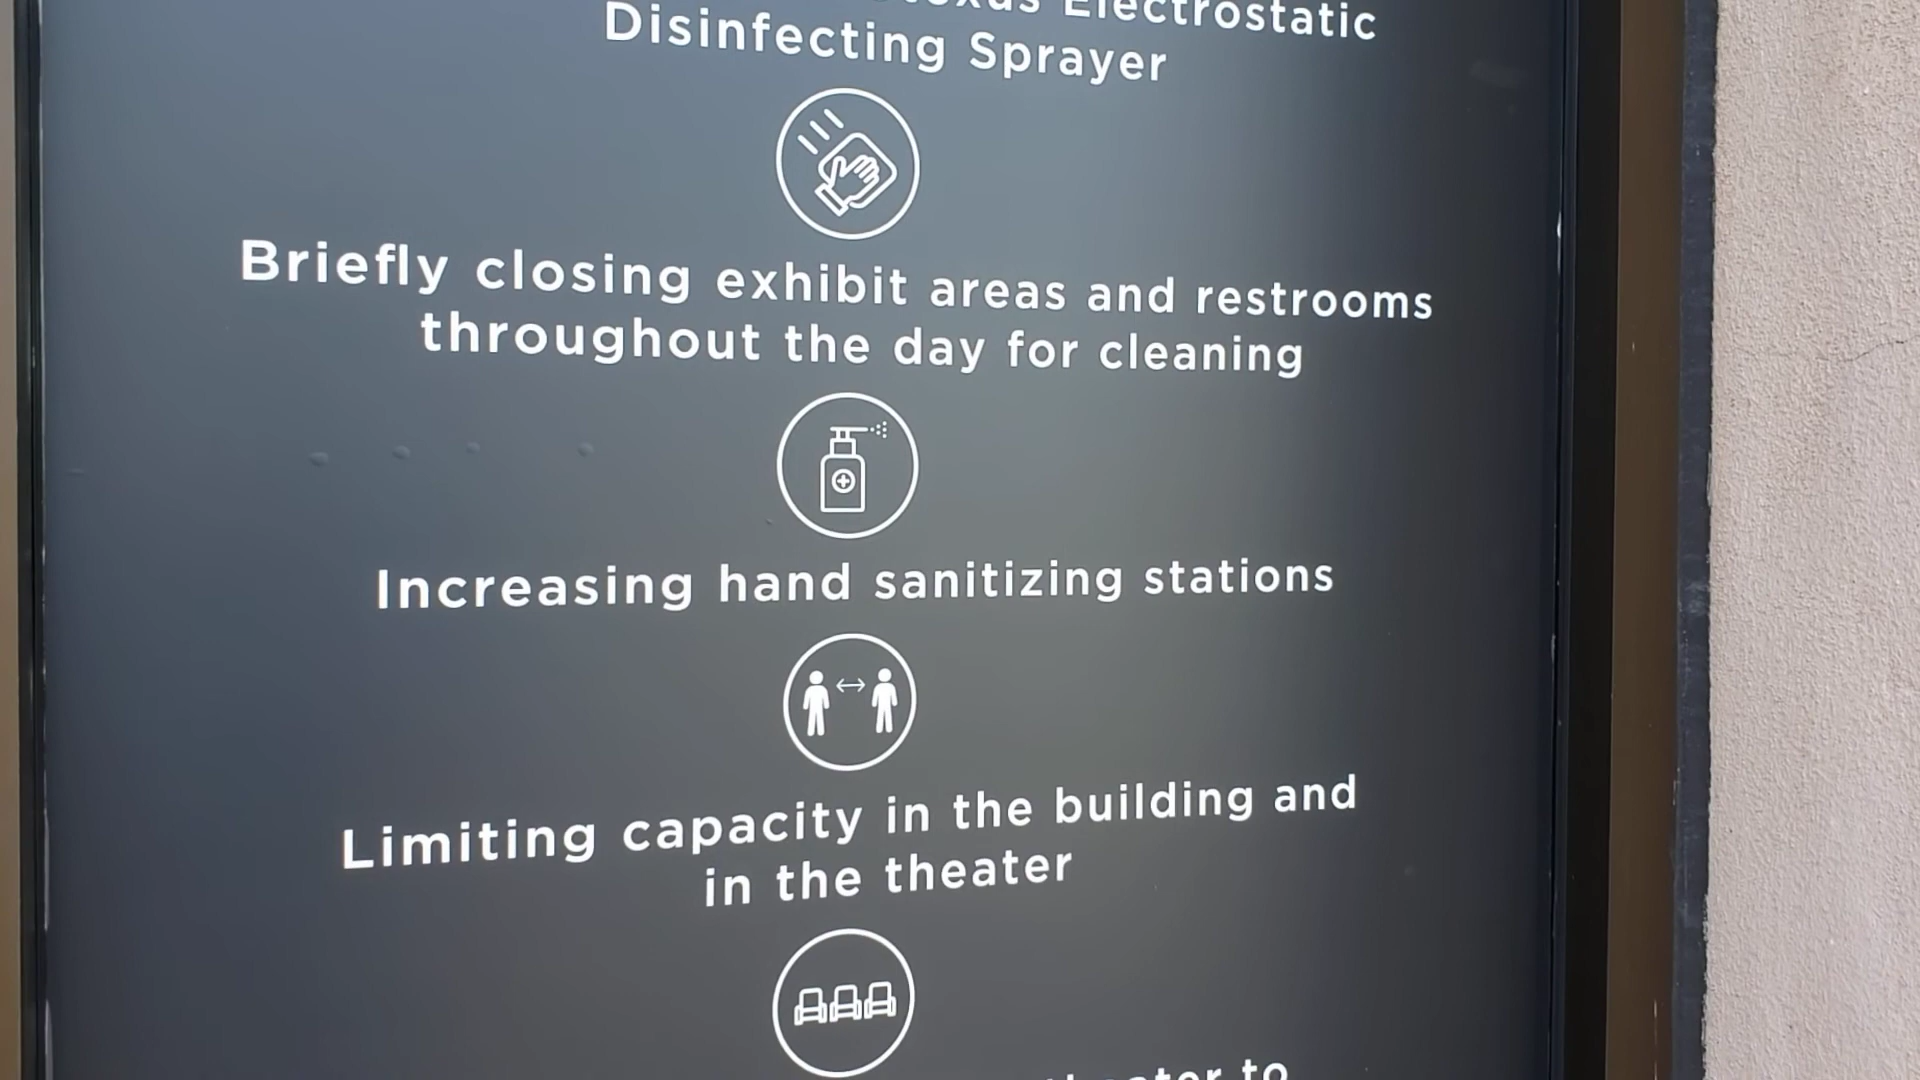 Electrostatic
Disinfecting Sprayer
Briefly closing exhibit areas and restrooms
throughout the day for cleaning
Increasing hand sanitizing stations
Limiting capacity in the building and
in the theater
to